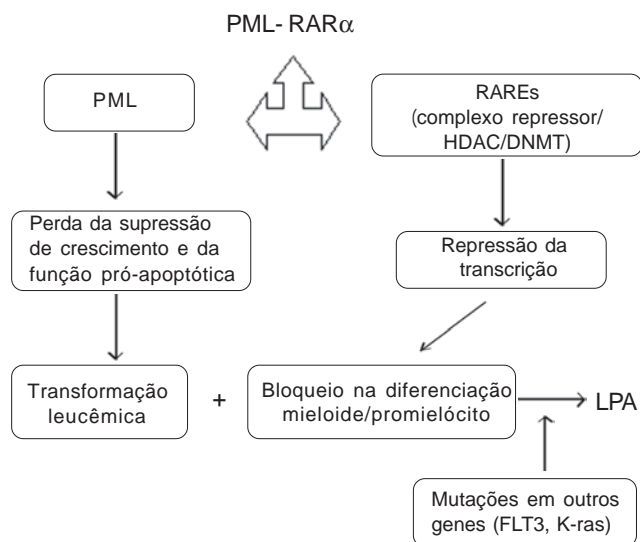 PML- RARα
PML
RAREs
(complexo repressor/
HDAC/DNMT)
Perda da supressão
de crescimento e da
função pró-apoptótica
Repressão da
transcrição
Transformação
leucêmica
+
Bloqueio na diferenciação
mieloide/promielócito
LPA
Mutações em outros
genes (FLT3, K-ras)